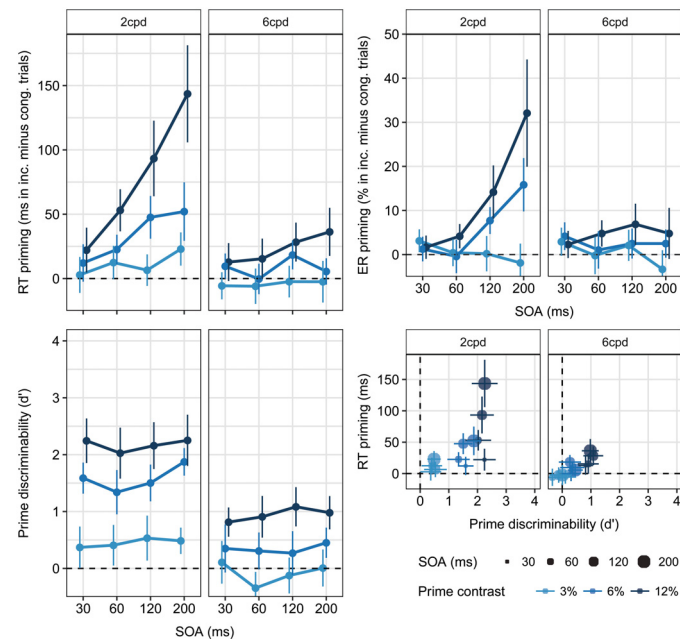 2cpd 6cpd
RT priming (ms in inc. minus cong. trials)
150
100
50
0
2cpd 6cpd
ER priming (% in inc. minus cong. trials)
50
40
30
20
10
0
30 60 120 200 30 60 120 200
SOA (ms)
Prime discriminability (d')
4
3
2
1
0
30 60 120 200 30 60 120 200
SOA (ms)
2cpd 6cpd
RT priming (ms)
150
100
50
0
0 1 2 3 4 0 1 2 3 4
Prime discriminability (d')
SOA (ms) 30 60 120 200
Prime contrast 3% 6% 12%